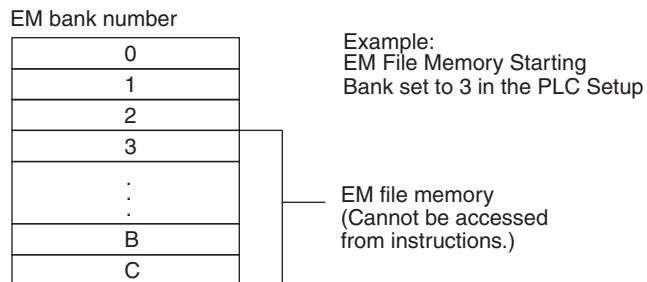 EM bank number
0
1
2
3
.
.
.
B
C
Example:
EM File Memory Starting
Bank set to 3 in the PLC Setup
EM file memory
(Cannot be accessed
from instructions.)